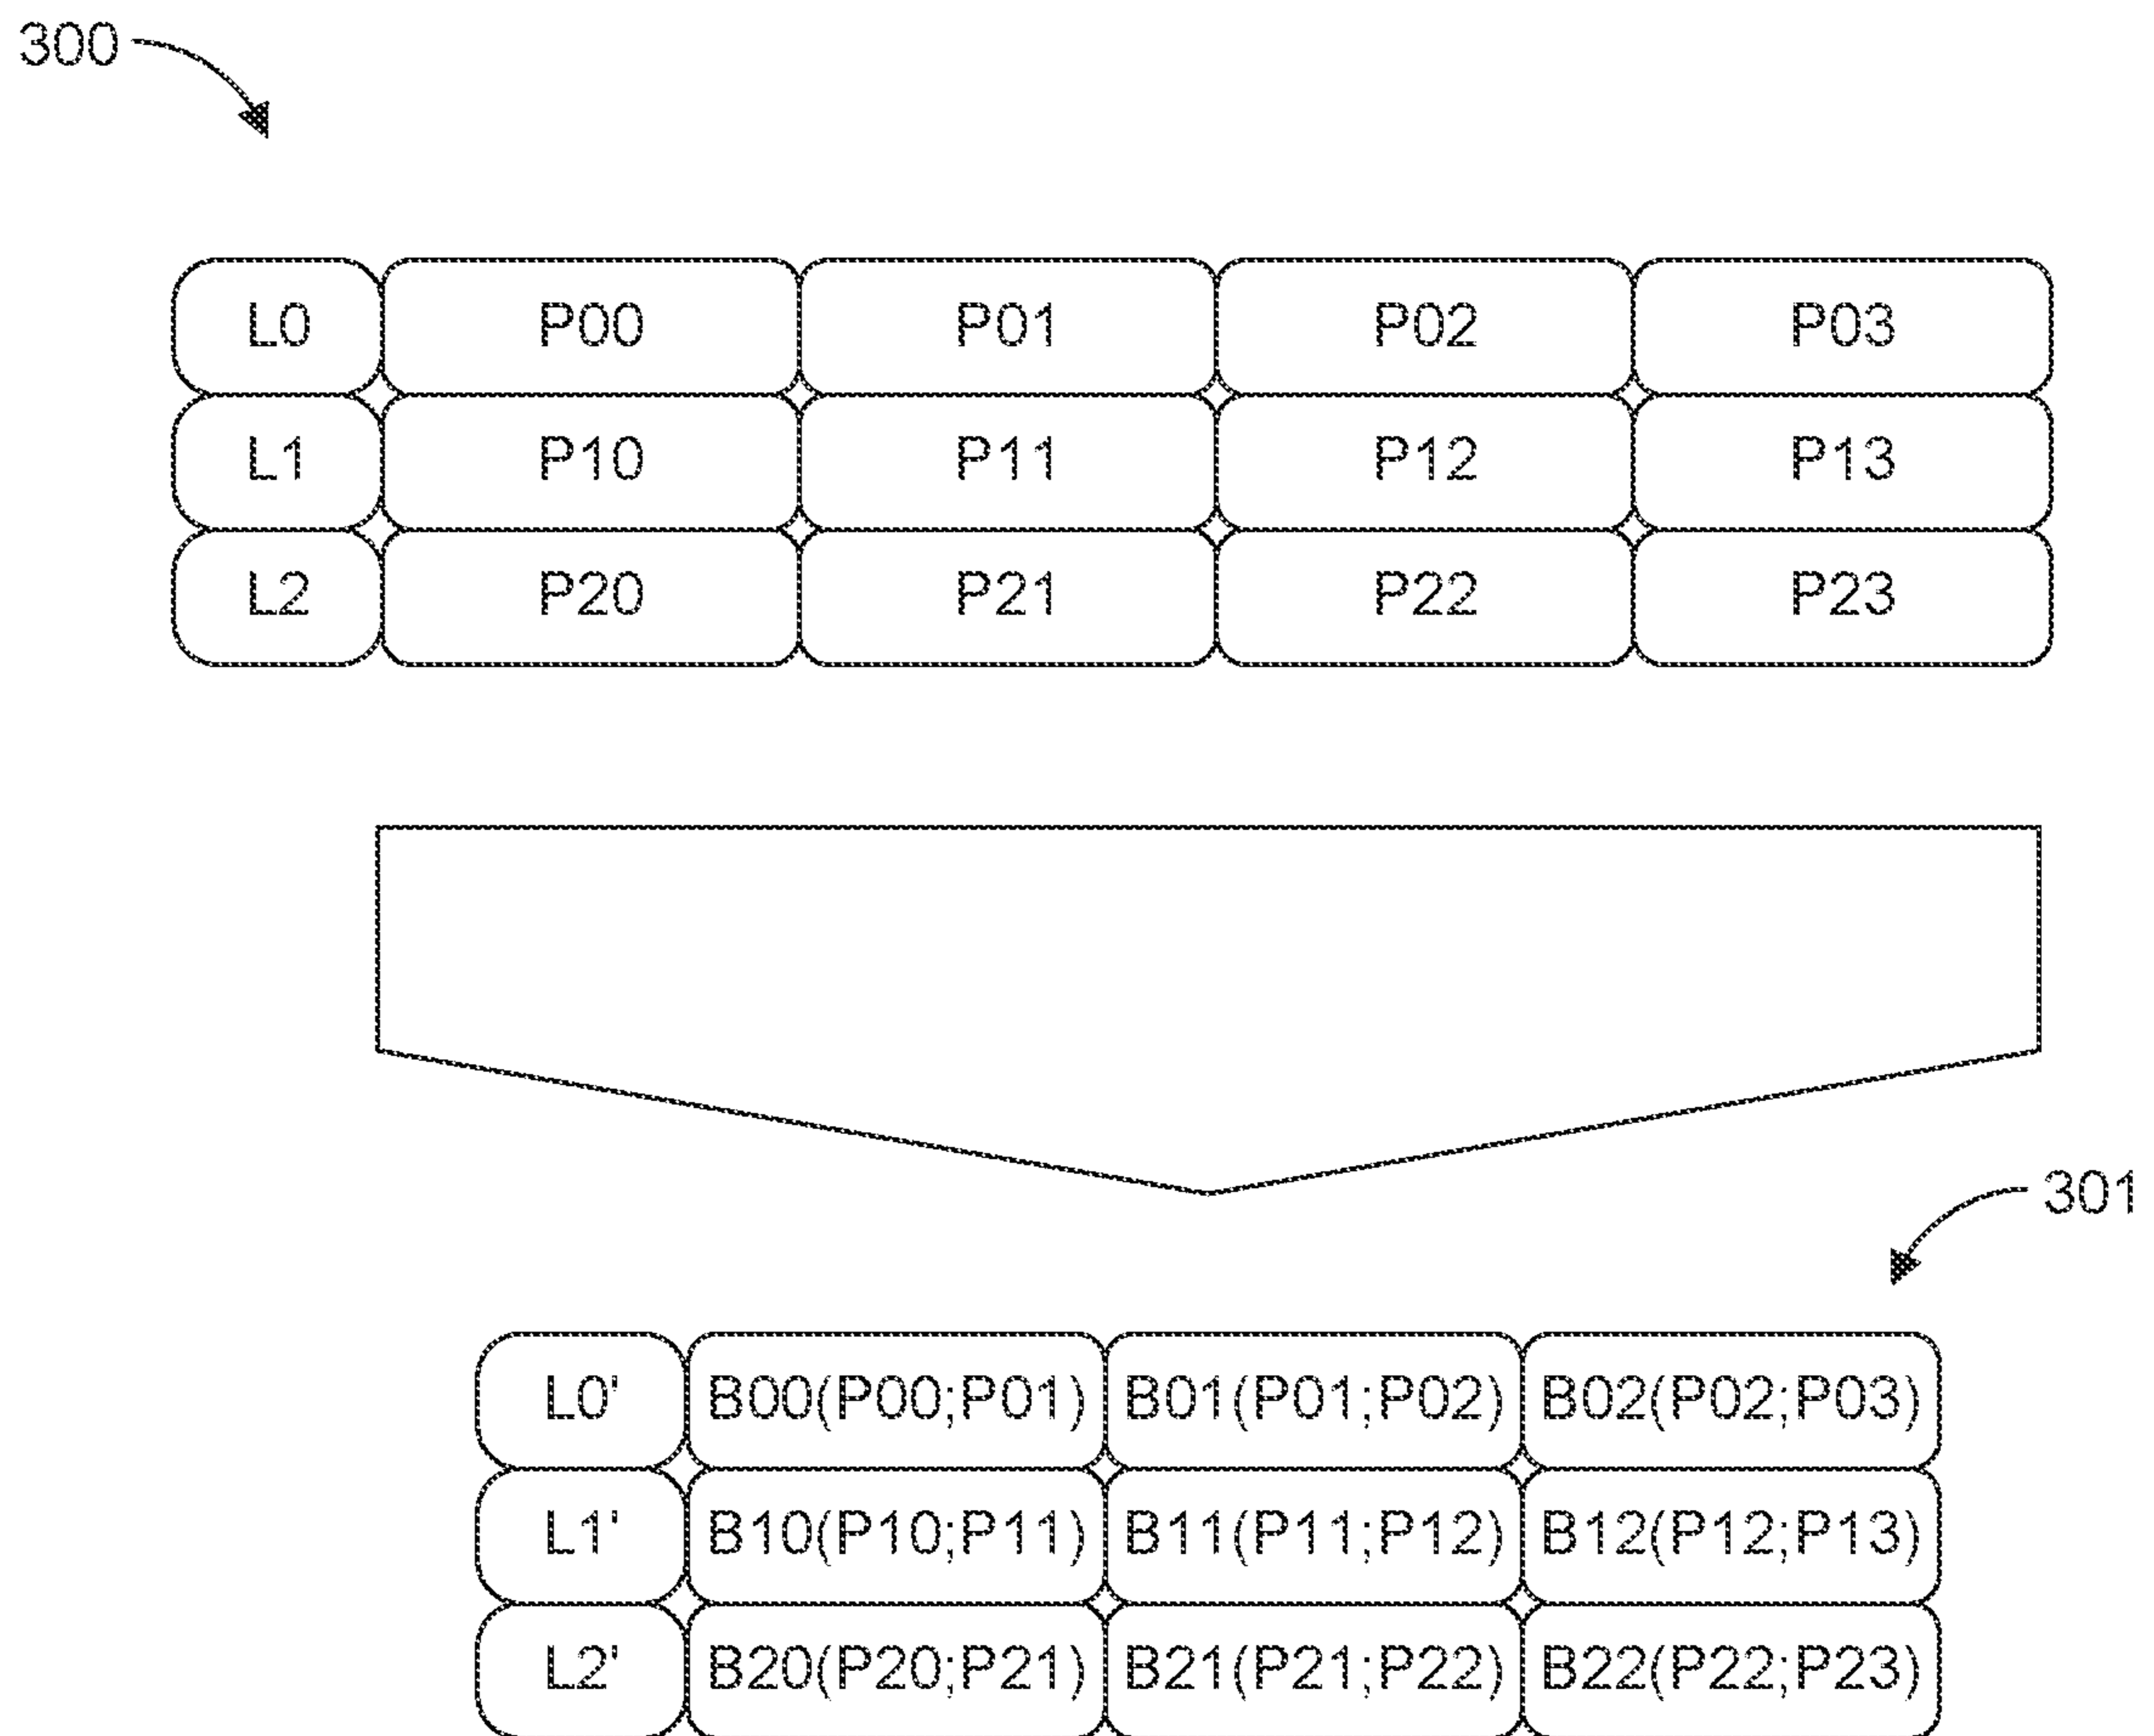 300
L0 P00 P01 P02 P03
L1 P10 P11 P12 P13
L2 P20 P21 P22 P23
301
L0' B00(P00;P01) B01(P01;P02) B02(P02;P03)
L1' B10(P10;P11) B11(P11;P12) B12(P12;P13)
L2' B20(P20;P21) B21(P21;P22) B22(P22;P23)